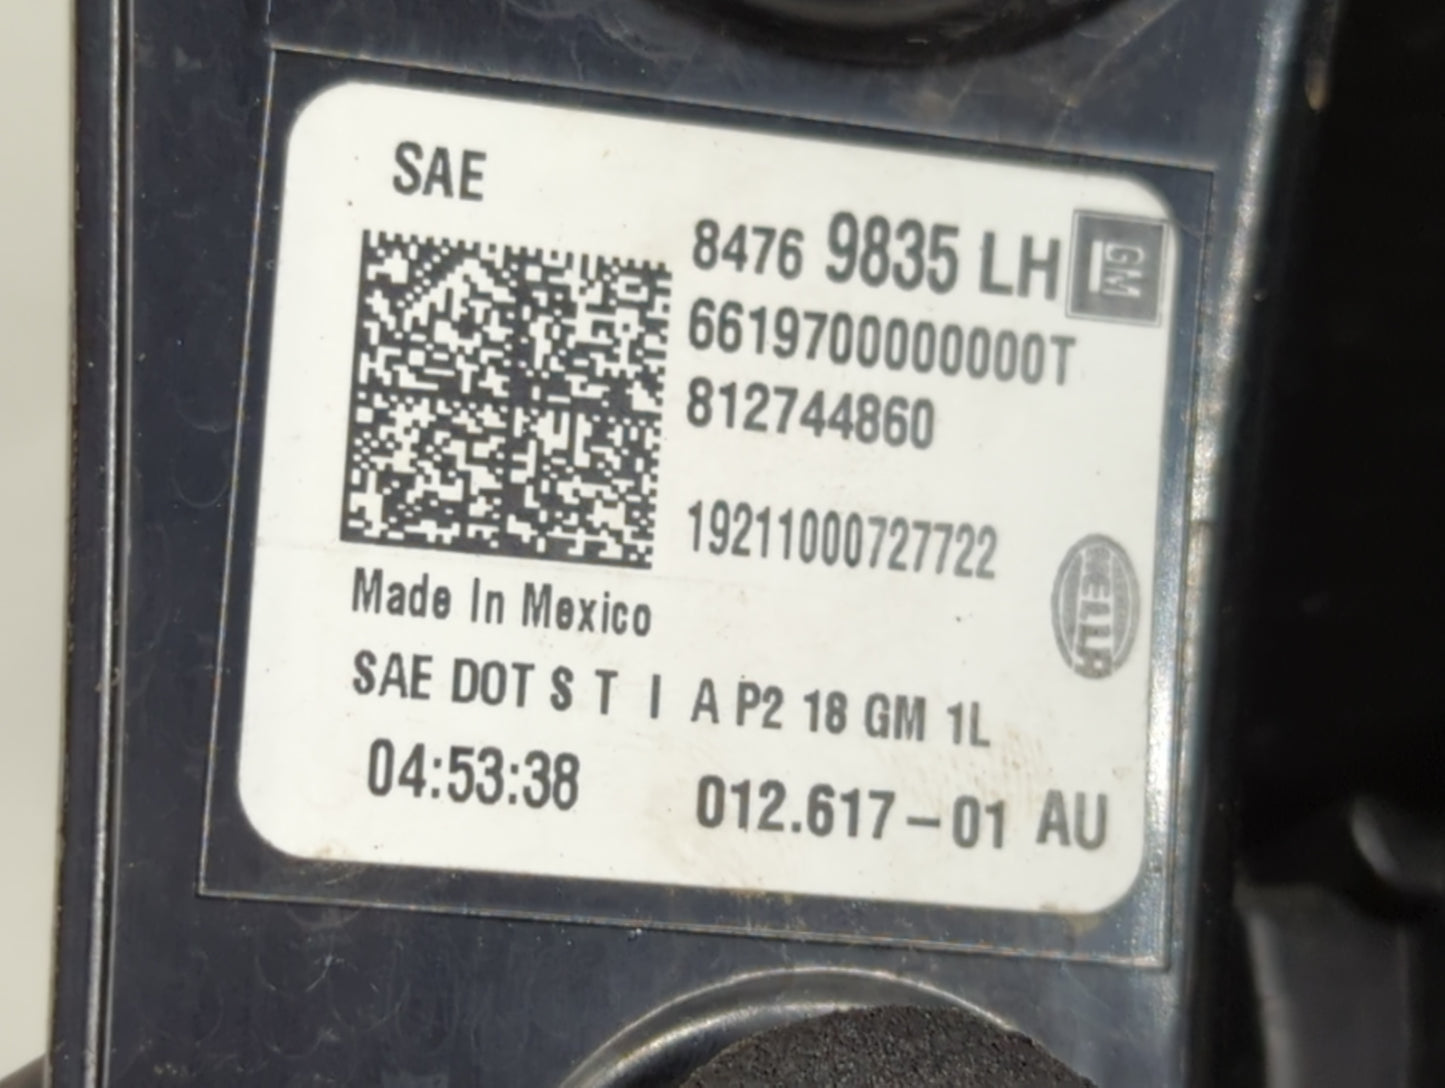 SAE
8476 9835 LH GM
6619700000000T
812744860
19211000727722
HELLA
Made In Mexico
SAE DOT S T I A P2 18 GM 1L
04:53:38 012.617-01 AU